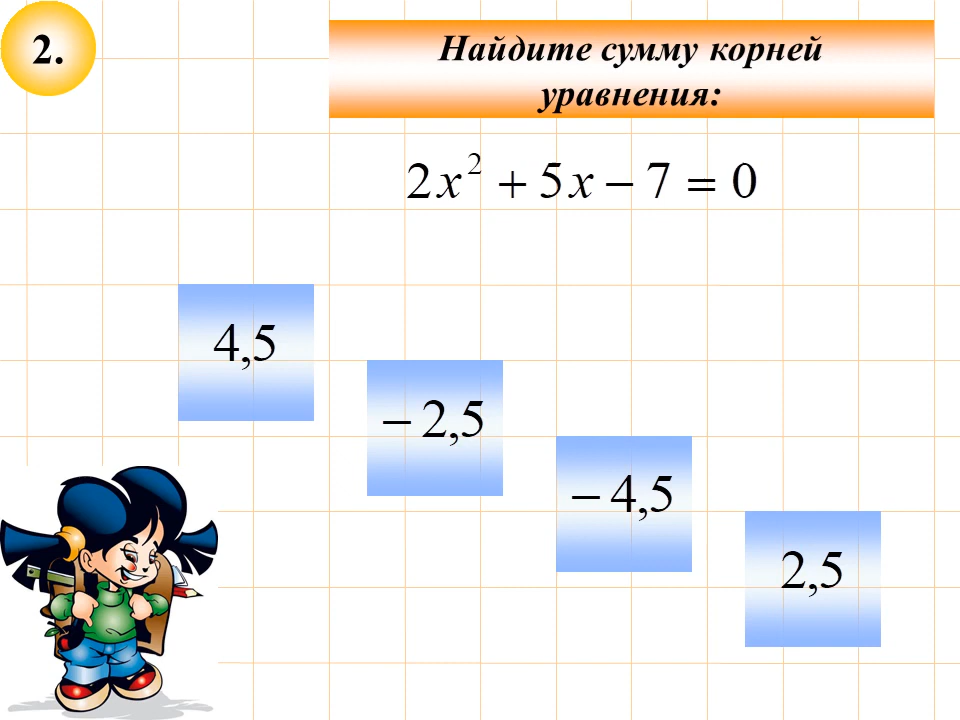 2.
Найдите сумму корней
уравнения:
2x² + 5x − 7 = 0
4,5
− 2,5
− 4,5
2,5